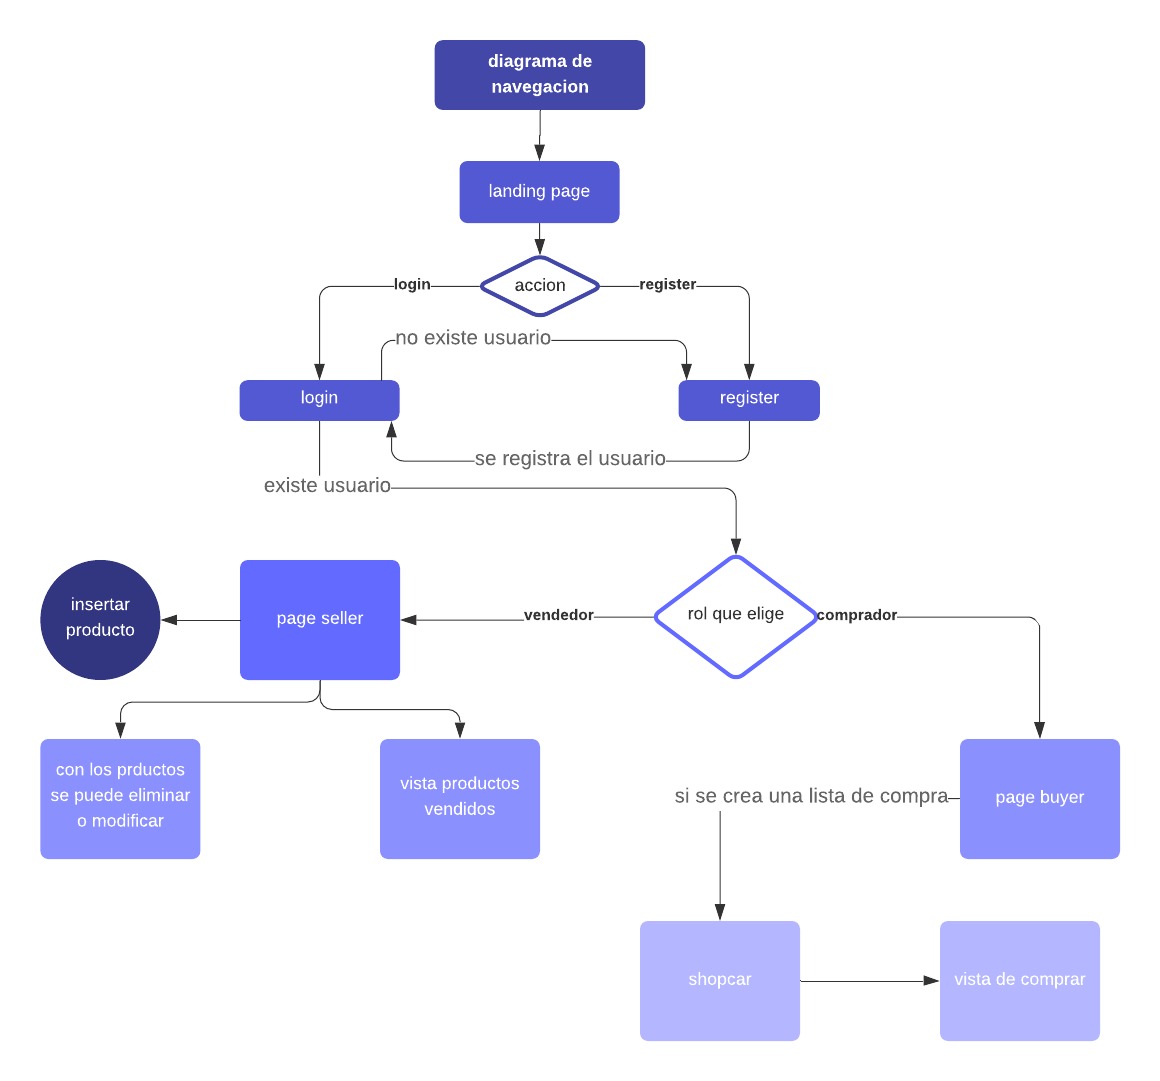 diagrama de
navegacion
landing page
accion
login
register
no existe usuario
login
register
se registra el usuario
existe usuario
insertar
producto
page seller
vendedor
rol que elige
comprador
con los prductos
se puede eliminar
o modificar
vista productos
vendidos
si se crea una lista de compra
page buyer
shopcar
vista de comprar